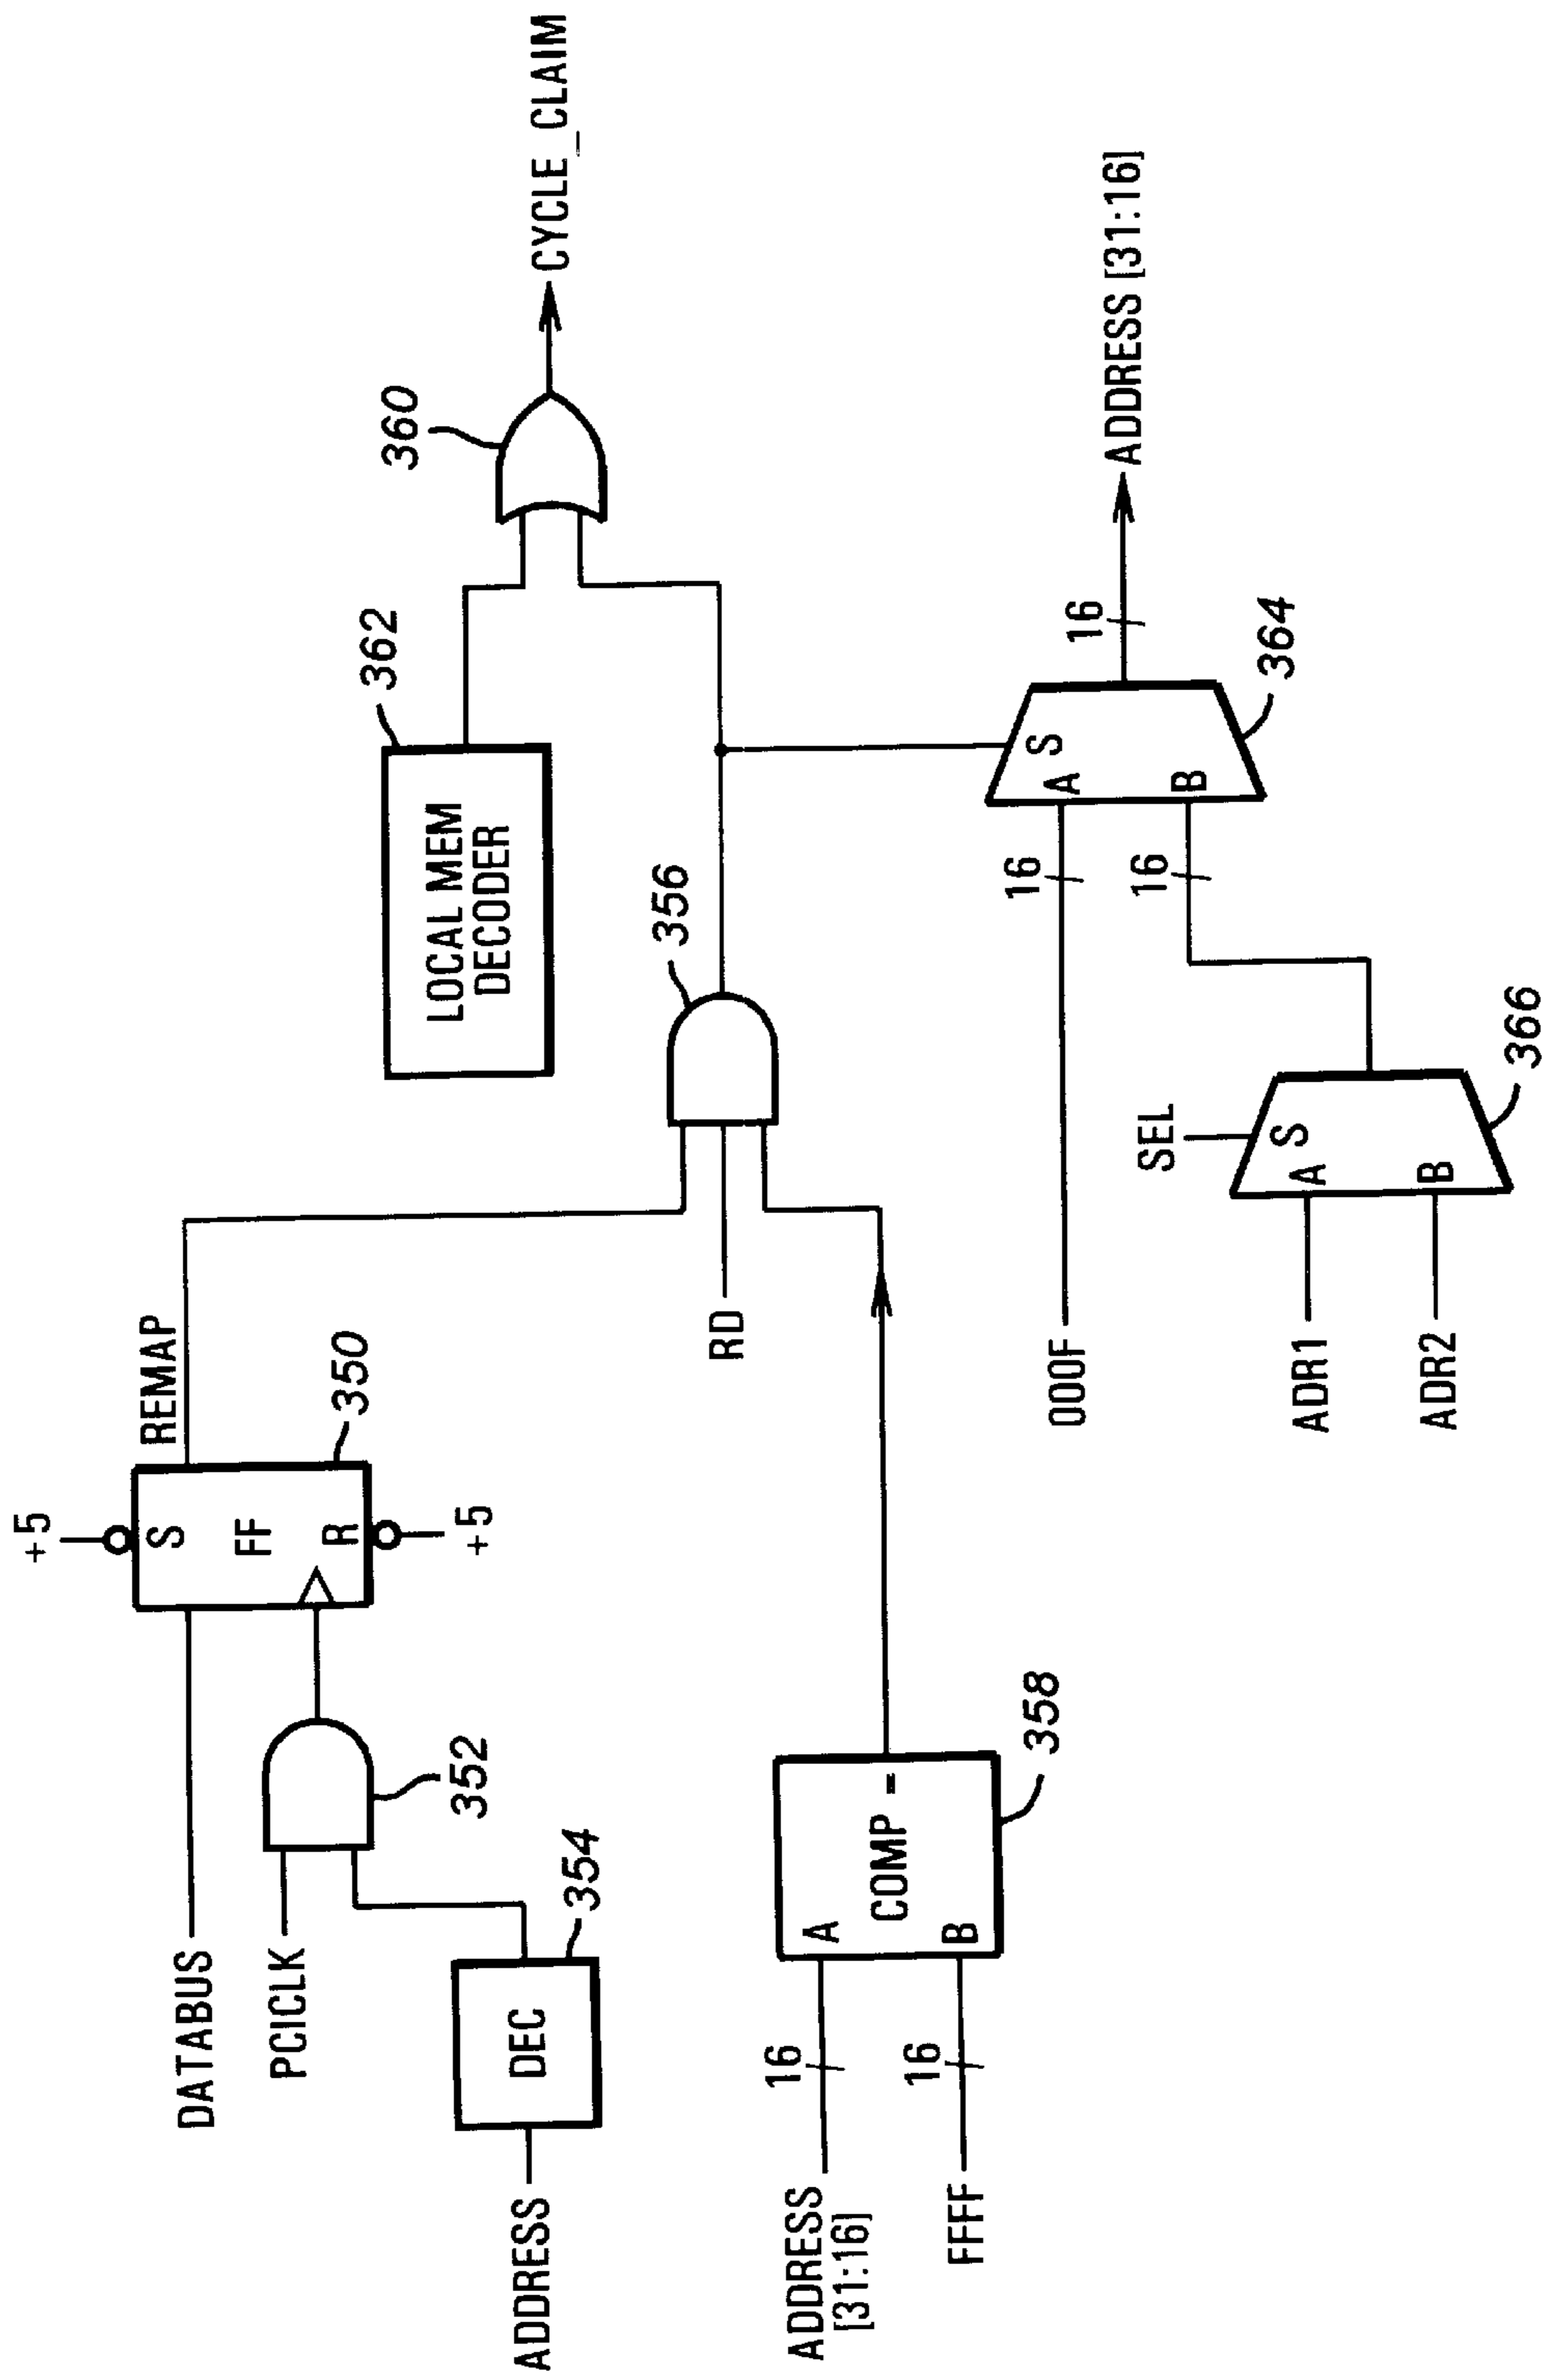 +5
S
FF
R
+5
REMAP
350
DATABUS
PCICLK
352
ADDRESS
DEC
354
LOCAL MEM
DECODER
362
360
CYCLE_CLAIM
356
RD
ADDRESS
[31:16]
16
A
FFFF
16
B
COMP =
358
000F
16
A
S
16
B
364
16
ADDRESS [31:16]
SEL
S
ADR1
A
ADR2
B
366